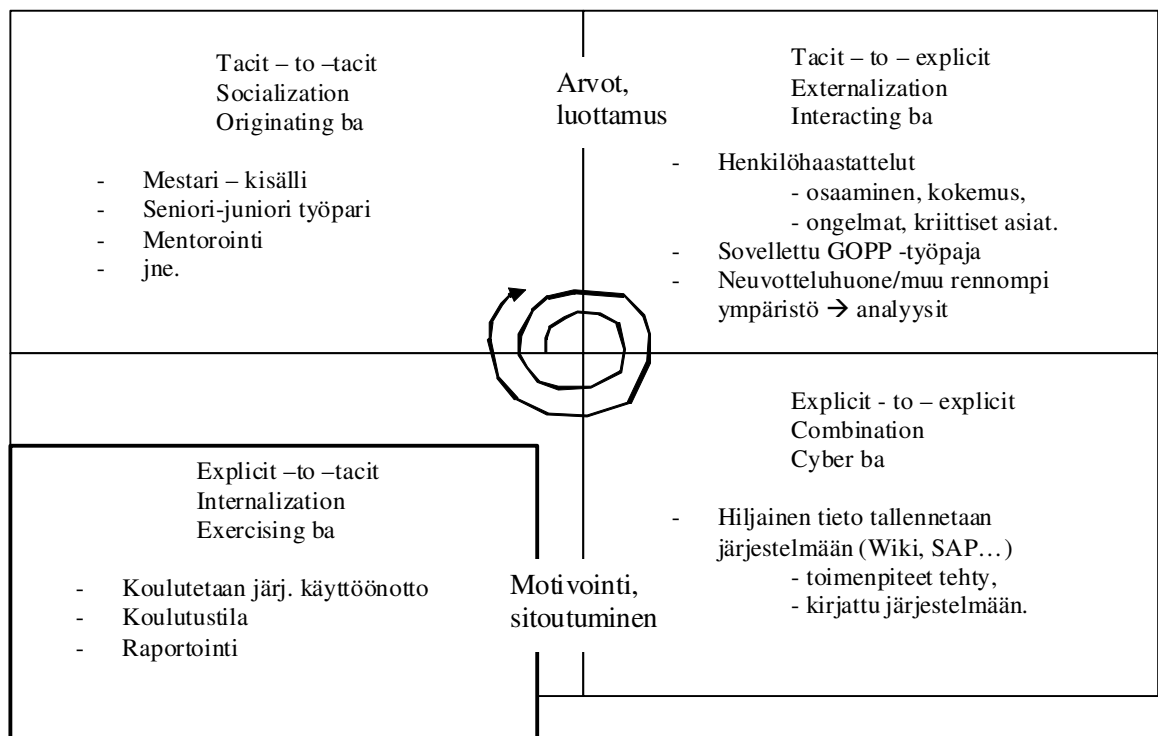 Tacit – to –tacit
Socialization
Originating ba
- Mestari – kisälli
- Seniori-juniori työpari
- Mentorointi
- jne.
Arvot,
luottamus
Tacit – to – explicit
Externalization
Interacting ba
- Henkilöhaastattelut
- osaaminen, kokemus,
- ongelmat, kriittiset asiat.
- Sovellettu GOPP -työpaja
- Neuvotteluhuone/muu rennompi
ympäristö → analyysit
Explicit –to –tacit
Internalization
Exercising ba
- Koulutetaan järj. käyttöönotto
- Koulutustila
- Raportointi
Motivointi,
sitoutuminen
Explicit - to – explicit
Combination
Cyber ba
- Hiljainen tieto tallennetaan
järjestelmään (Wiki, SAP…)
- toimenpiteet tehty,
- kirjattu järjestelmään.